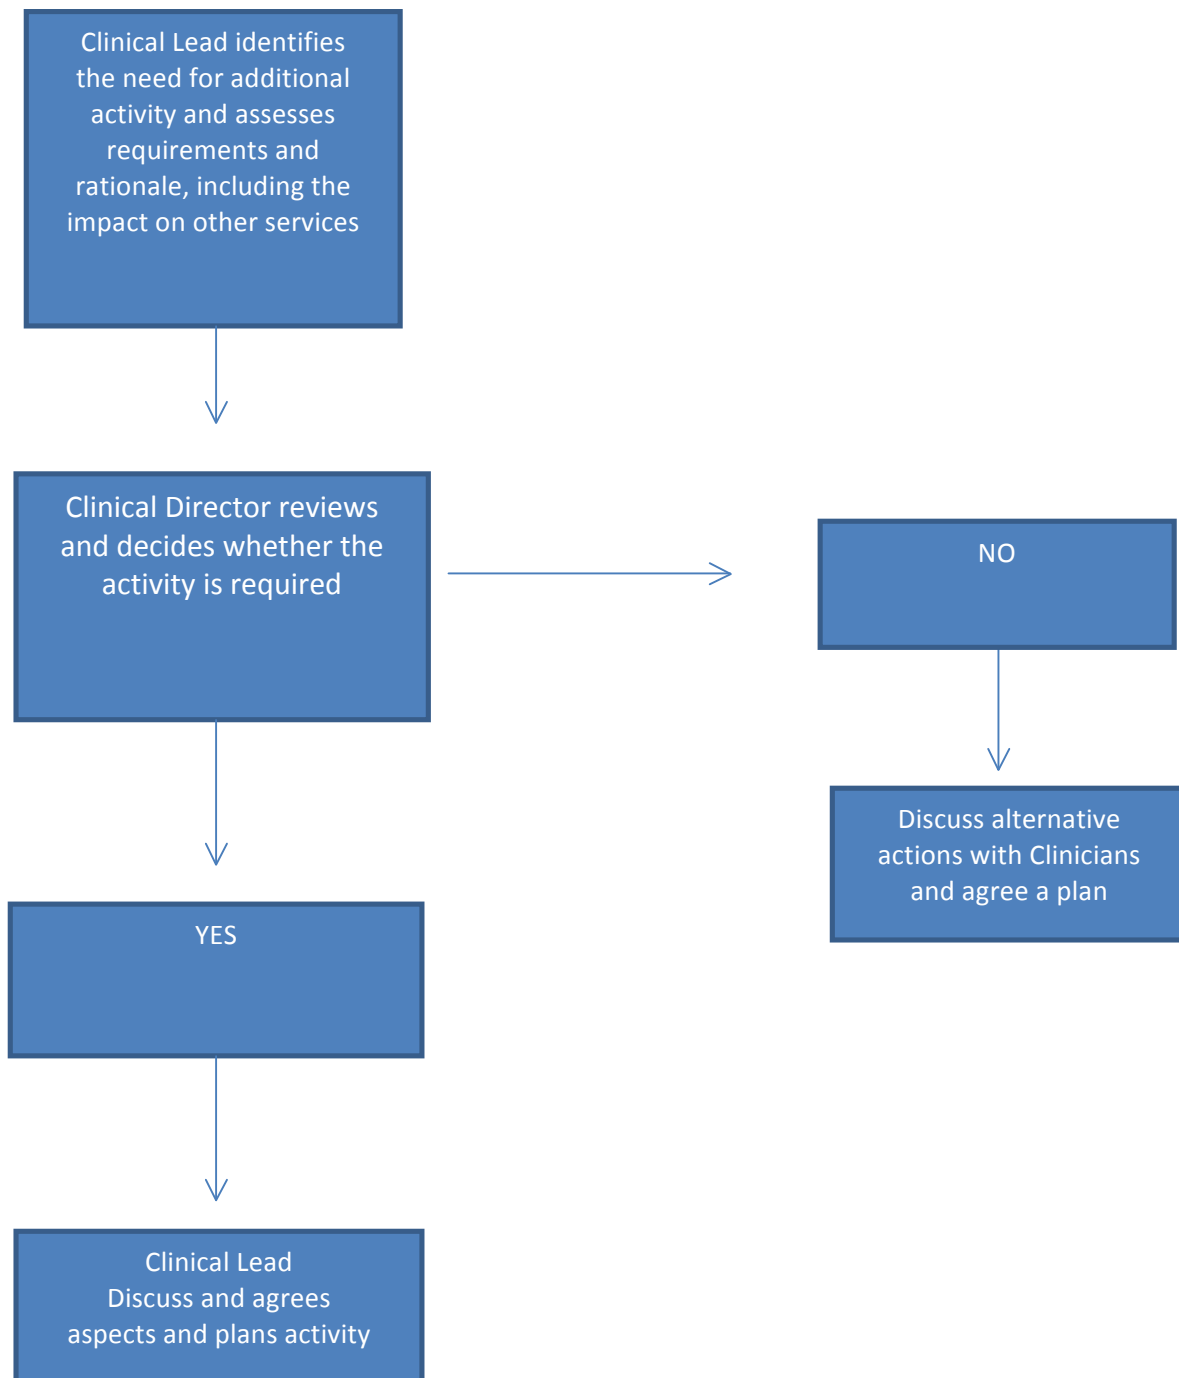 Clinical Lead identifies
the need for additional
activity and assesses
requirements and
rationale, including the
impact on other services
Clinical Director reviews
and decides whether the
activity is required
NO
Discuss alternative
actions with Clinicians
and agree a plan
YES
Clinical Lead
Discuss and agrees
aspects and plans activity